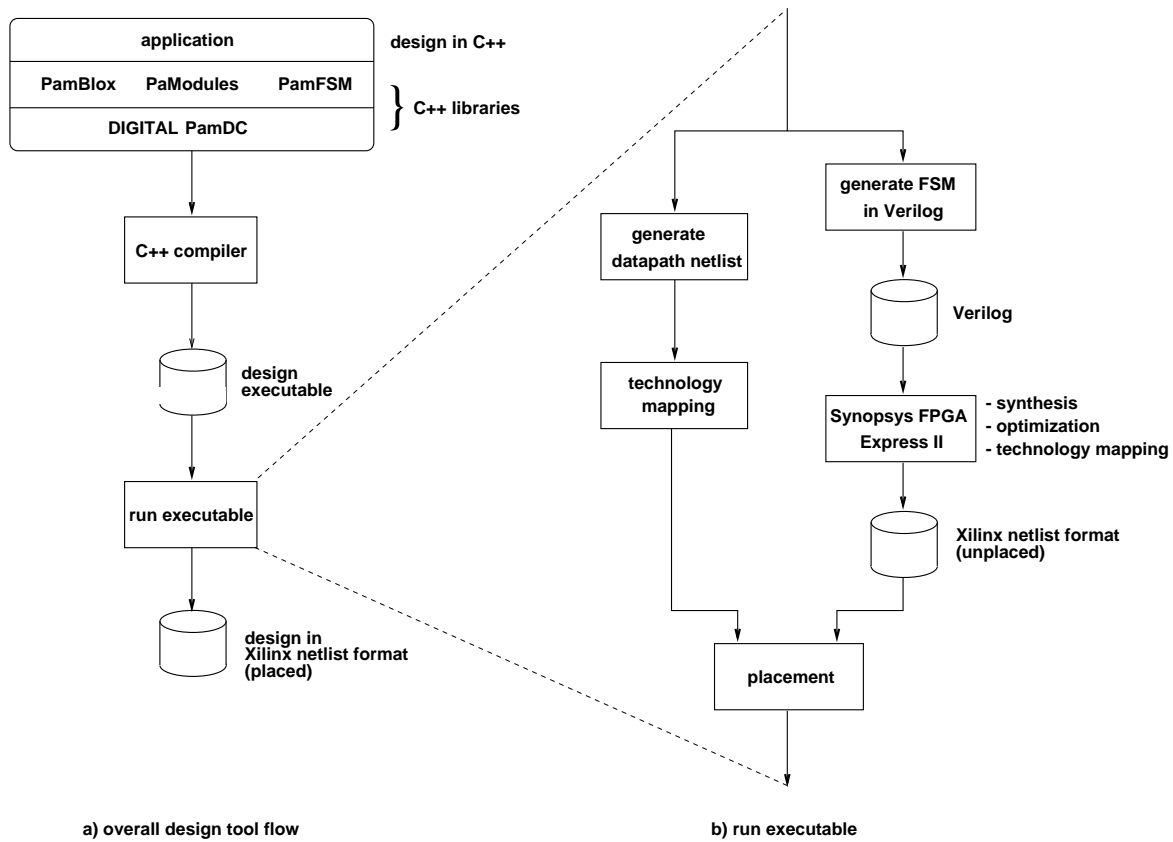 application
design in C++
PamBlox PaModules PamFSM
C++ libraries
DIGITAL PamDC
C++ compiler
design
executable
run executable
design in
Xilinx netlist format
(placed)
a) overall design tool flow
generate
datapath netlist
technology
mapping
generate FSM
in Verilog
Verilog
Synopsys FPGA
Express II
- synthesis
- optimization
- technology mapping
Xilinx netlist format
(unplaced)
placement
b) run executable